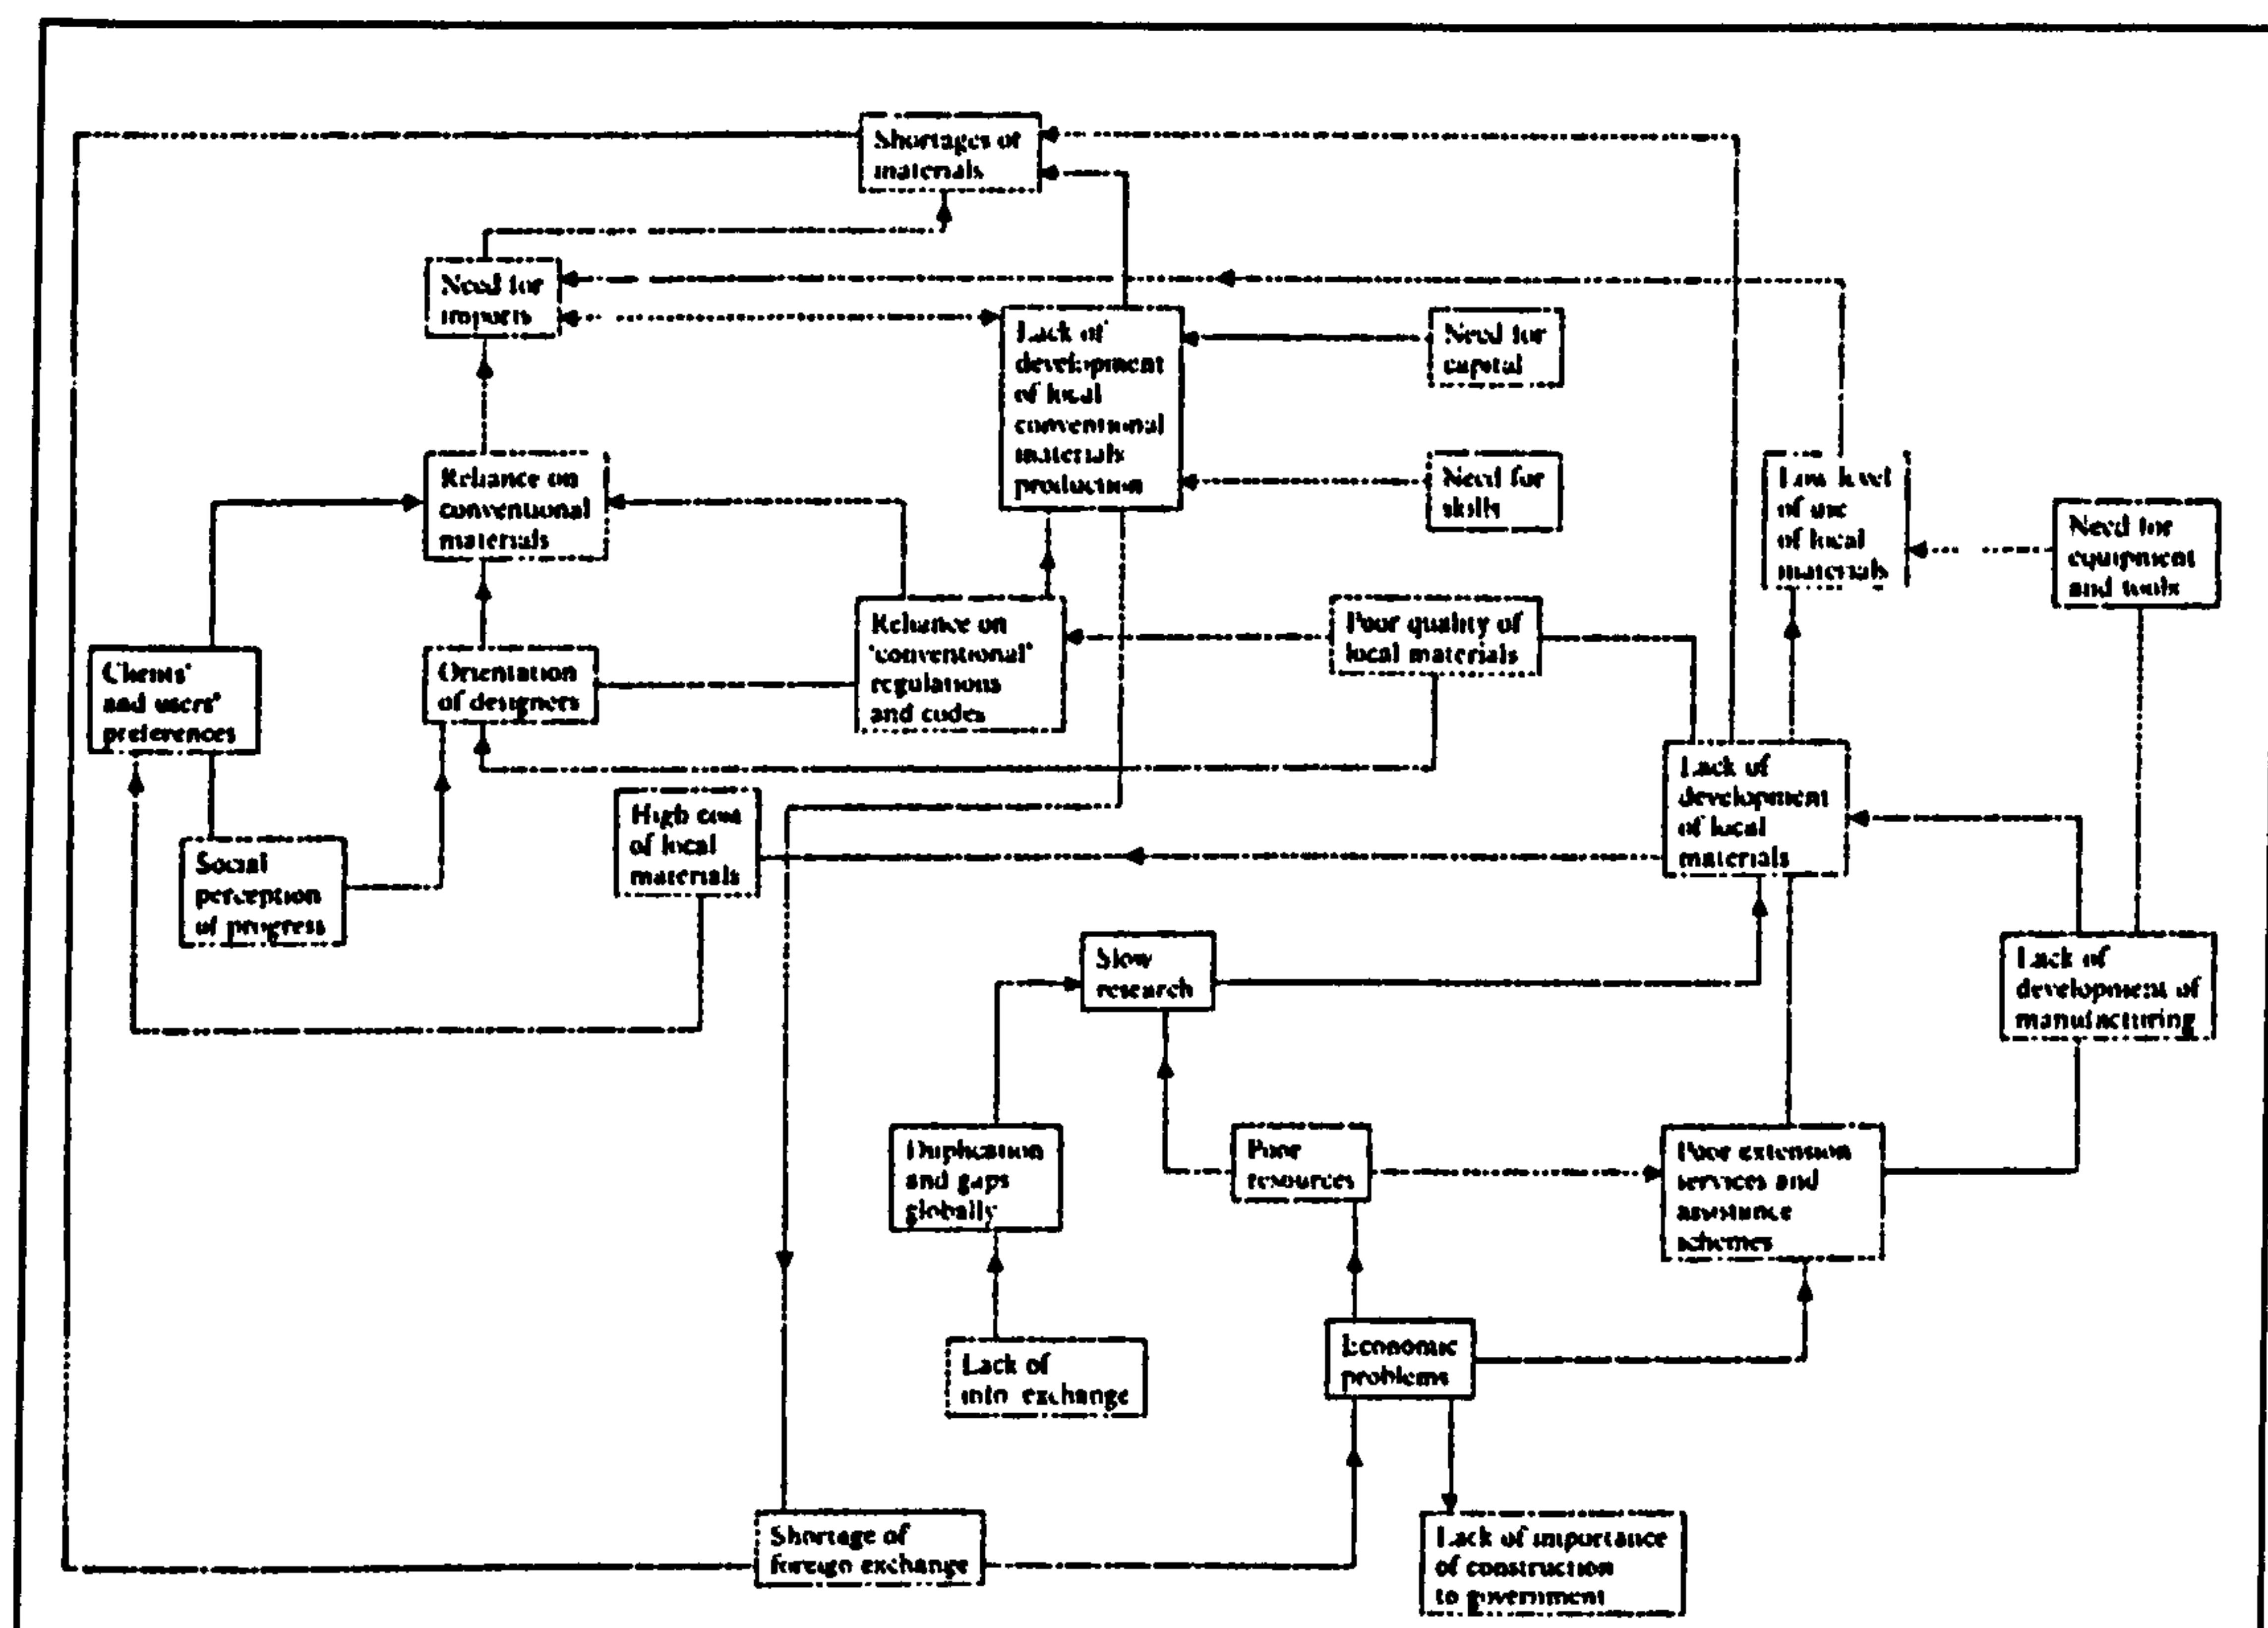 Shortages of
materials
Need for
imports
Lack of
development
of local
conventional
materials
production
Need for
capital
Reliance on
conventional
materials
Need for
skills
Low level
of use
of local
materials
Need for
equipment
and tools
Clients'
and users'
preferences
Orientation
of designers
Reliance on
'conventional'
regulations
and codes
Poor quality of
local materials
Lack of
development
of local
materials
High cost
of local
materials
Social
perception
of progress
Slow
research
Lack of
development of
manufacturing
Duplication
and gaps
globally
Poor
resources
Poor extension
services and
assistance
schemes
Lack of
info exchange
Economic
problems
Shortage of
foreign exchange
Lack of importance
of construction
to government